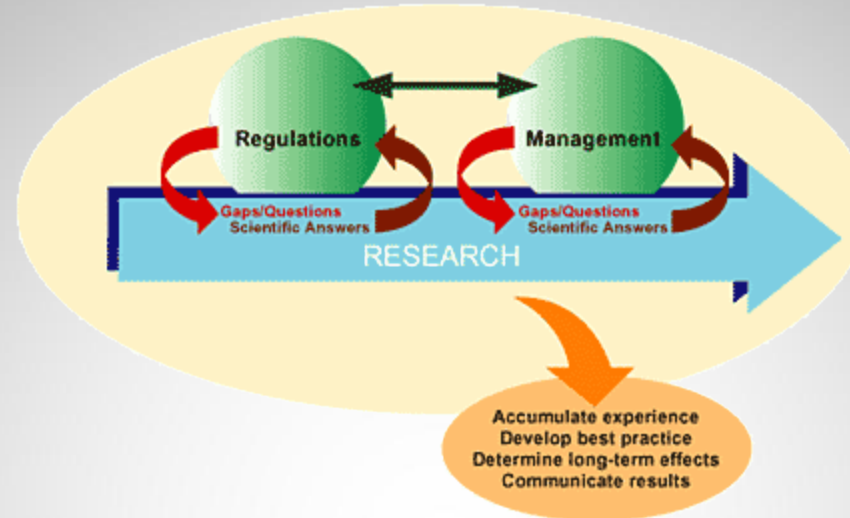 Regulations
Management
Gaps/Questions
Scientific Answers
Gaps/Questions
Scientific Answers
RESEARCH
Accumulate experience
Develop best practice
Determine long-term effects
Communicate results